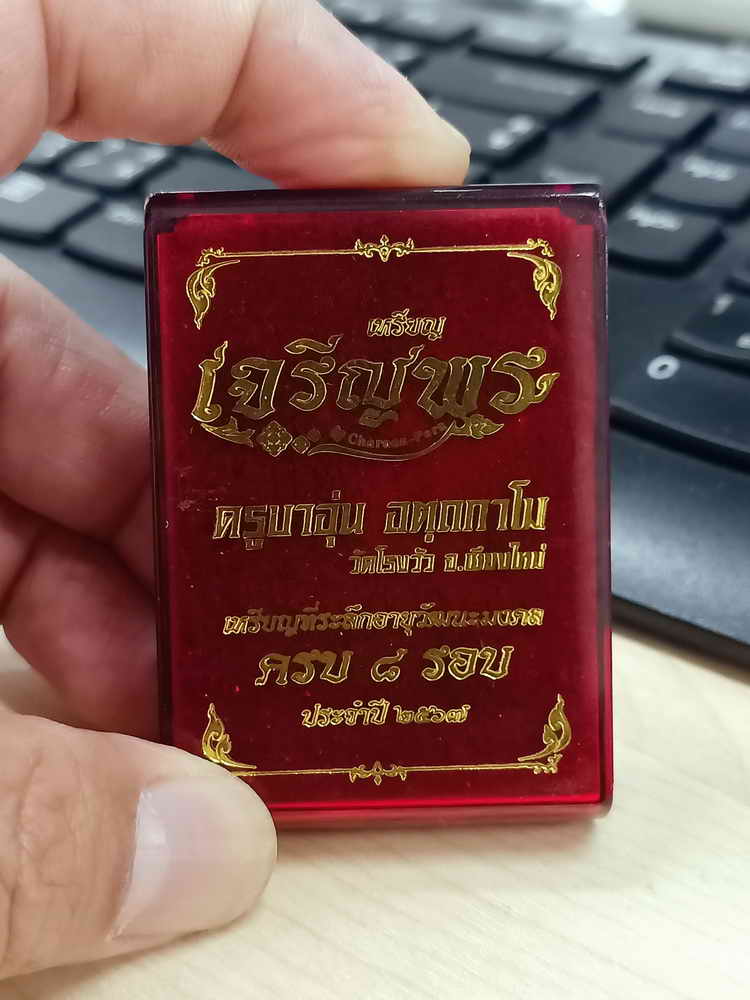 เหรียญ
เจริญพร
Charoen-Porn
ครูบาอุ่น อตฺถกาโม
วัดโรงวัว จ.เชียงใหม่
เหรียญที่ระลึกอายุวัฒนะมงคล
ครบ ๘ รอบ
ประจำปี ๒๕๖๗